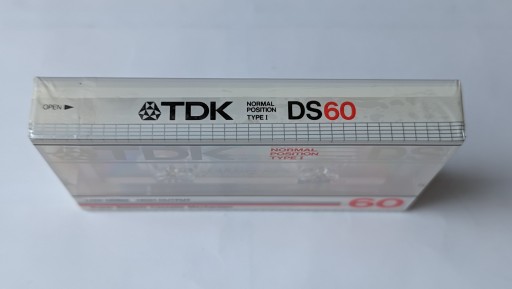 OPEN ▶
TDK NORMAL POSITION TYPE I DS60
TDK NORMAL POSITION TYPE I
60